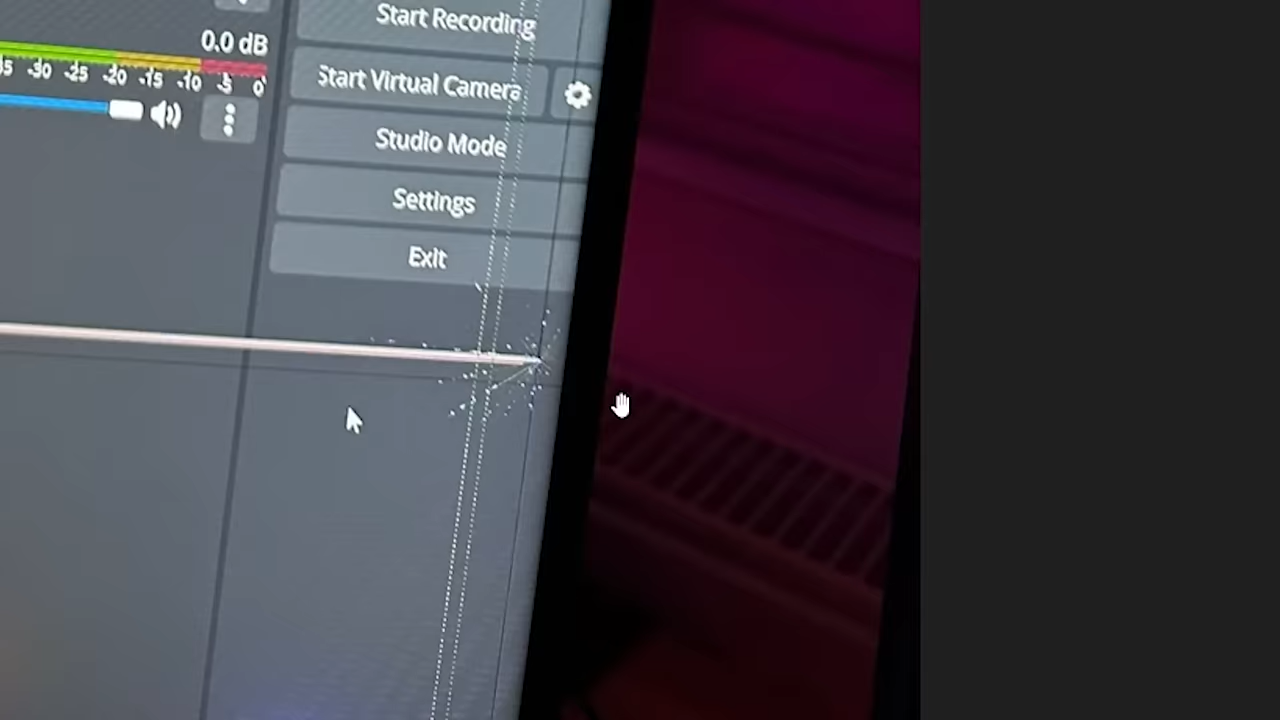 Start Recording
0.0 dB
-30 -25 -20 -15 -10 -5 0
Start Virtual Camera
Studio Mode
Settings
Exit